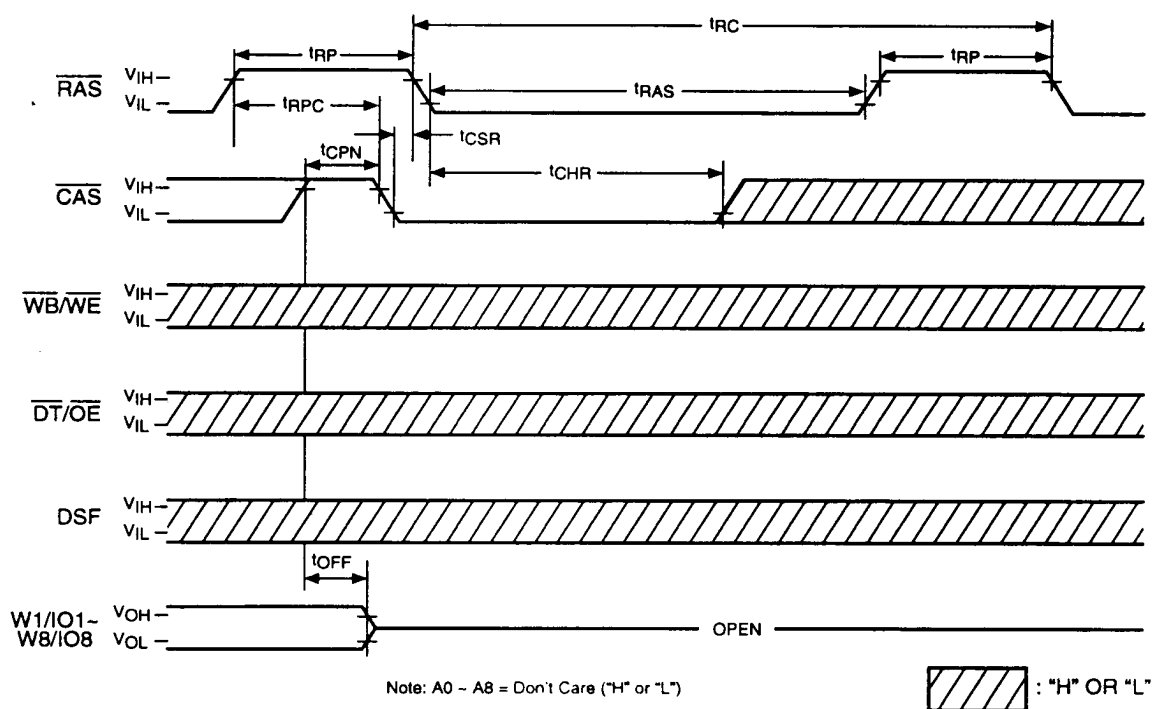 tRC
tRP
tRP
RAS
VIH
VIL
tRPC
tRAS
tCSR
tCPN
tCHR
CAS
VIH
VIL
WB/WE
VIH
VIL
DT/OE
VIH
VIL
DSF
VIH
VIL
tOFF
W1/IO1~
W8/IO8
VOH
VOL
OPEN
Note: A0 ~ A8 = Don't Care ("H" or "L")
: "H" OR "L"